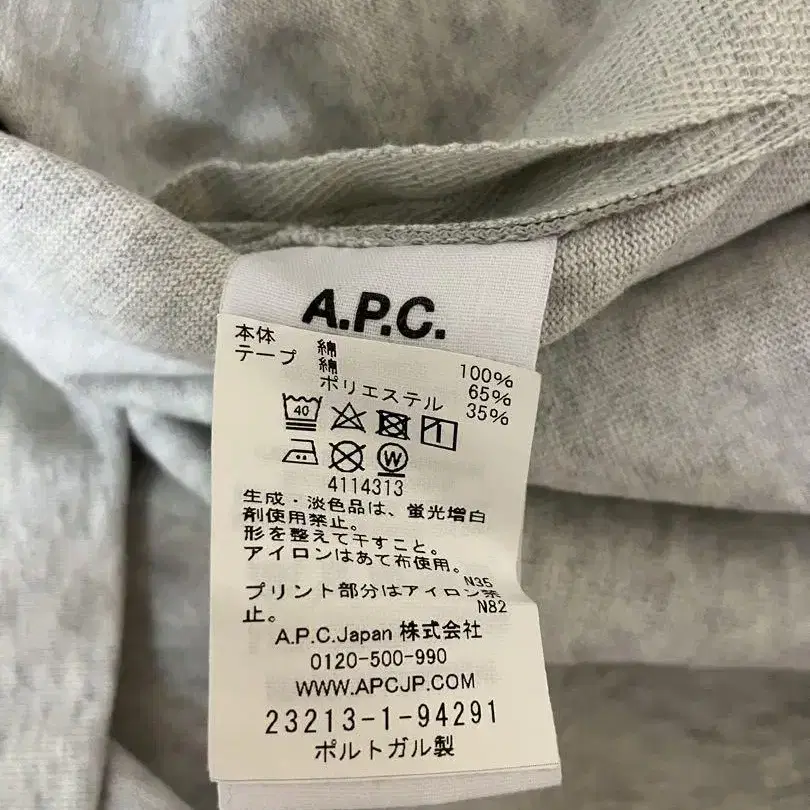 A.P.C.
本体 綿 100%
テープ 綿 65%
ポリエステル 35%
40
1
W
4114313
生成・淡色品は、蛍光増白
剤使用禁止。
形を整えて干すこと。
アイロンはあて布使用。
N35
プリント部分はアイロン禁
止。
N82
A.P.C.Japan 株式会社
0120-500-990
WWW.APCJP.COM
23213-1-94291
ポルトガル製